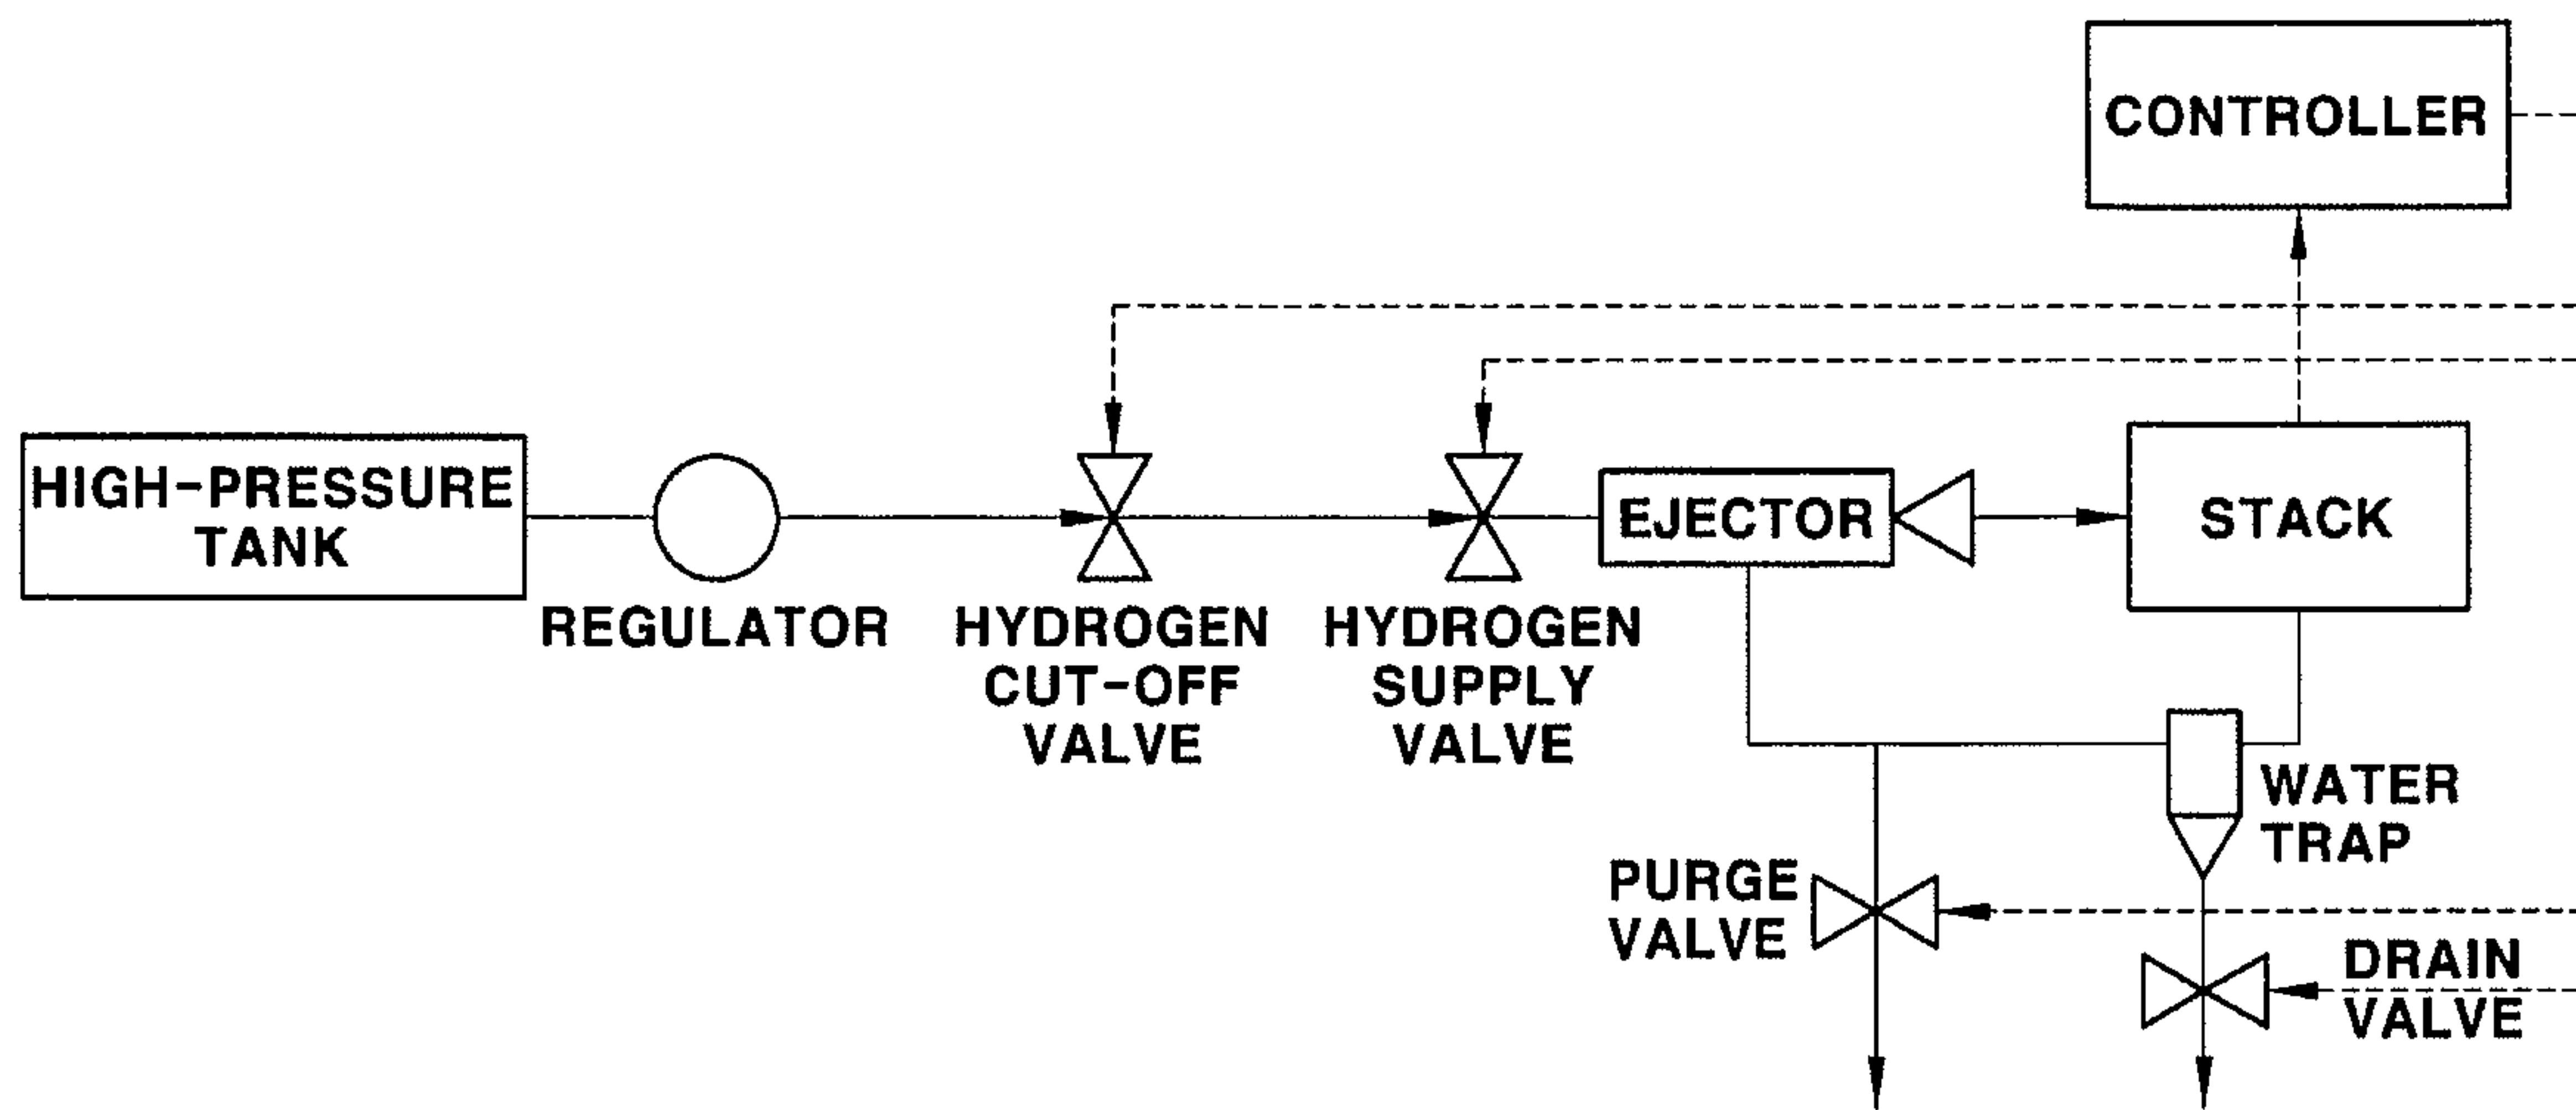 CONTROLLER
HIGH-PRESSURE
TANK
REGULATOR
HYDROGEN
CUT-OFF
VALVE
HYDROGEN
SUPPLY
VALVE
EJECTOR
STACK
WATER
TRAP
PURGE
VALVE
DRAIN
VALVE